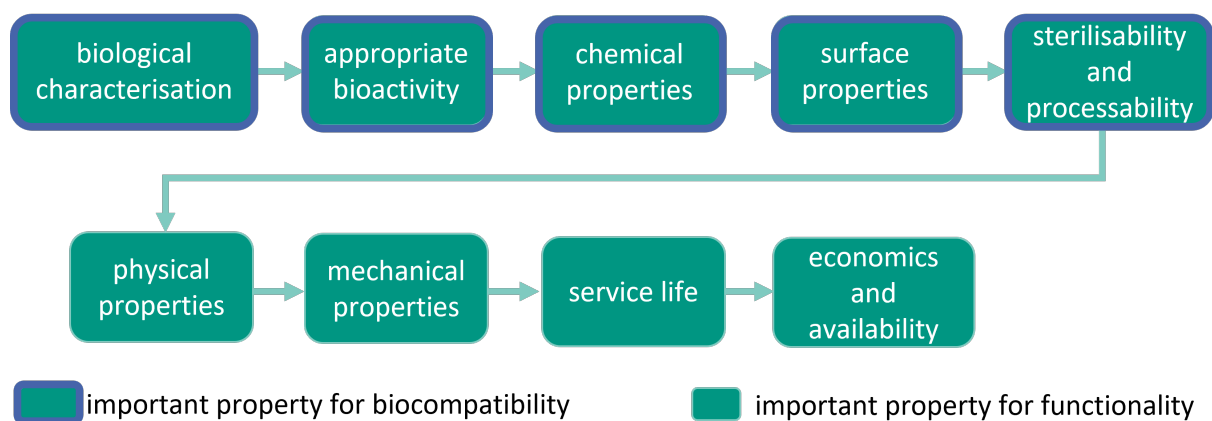 biological
characterisation
appropriate
bioactivity
chemical
properties
surface
properties
sterilisability
and
processability
physical
properties
mechanical
properties
service life
economics
and
availability
important property for biocompatibility
important property for functionality